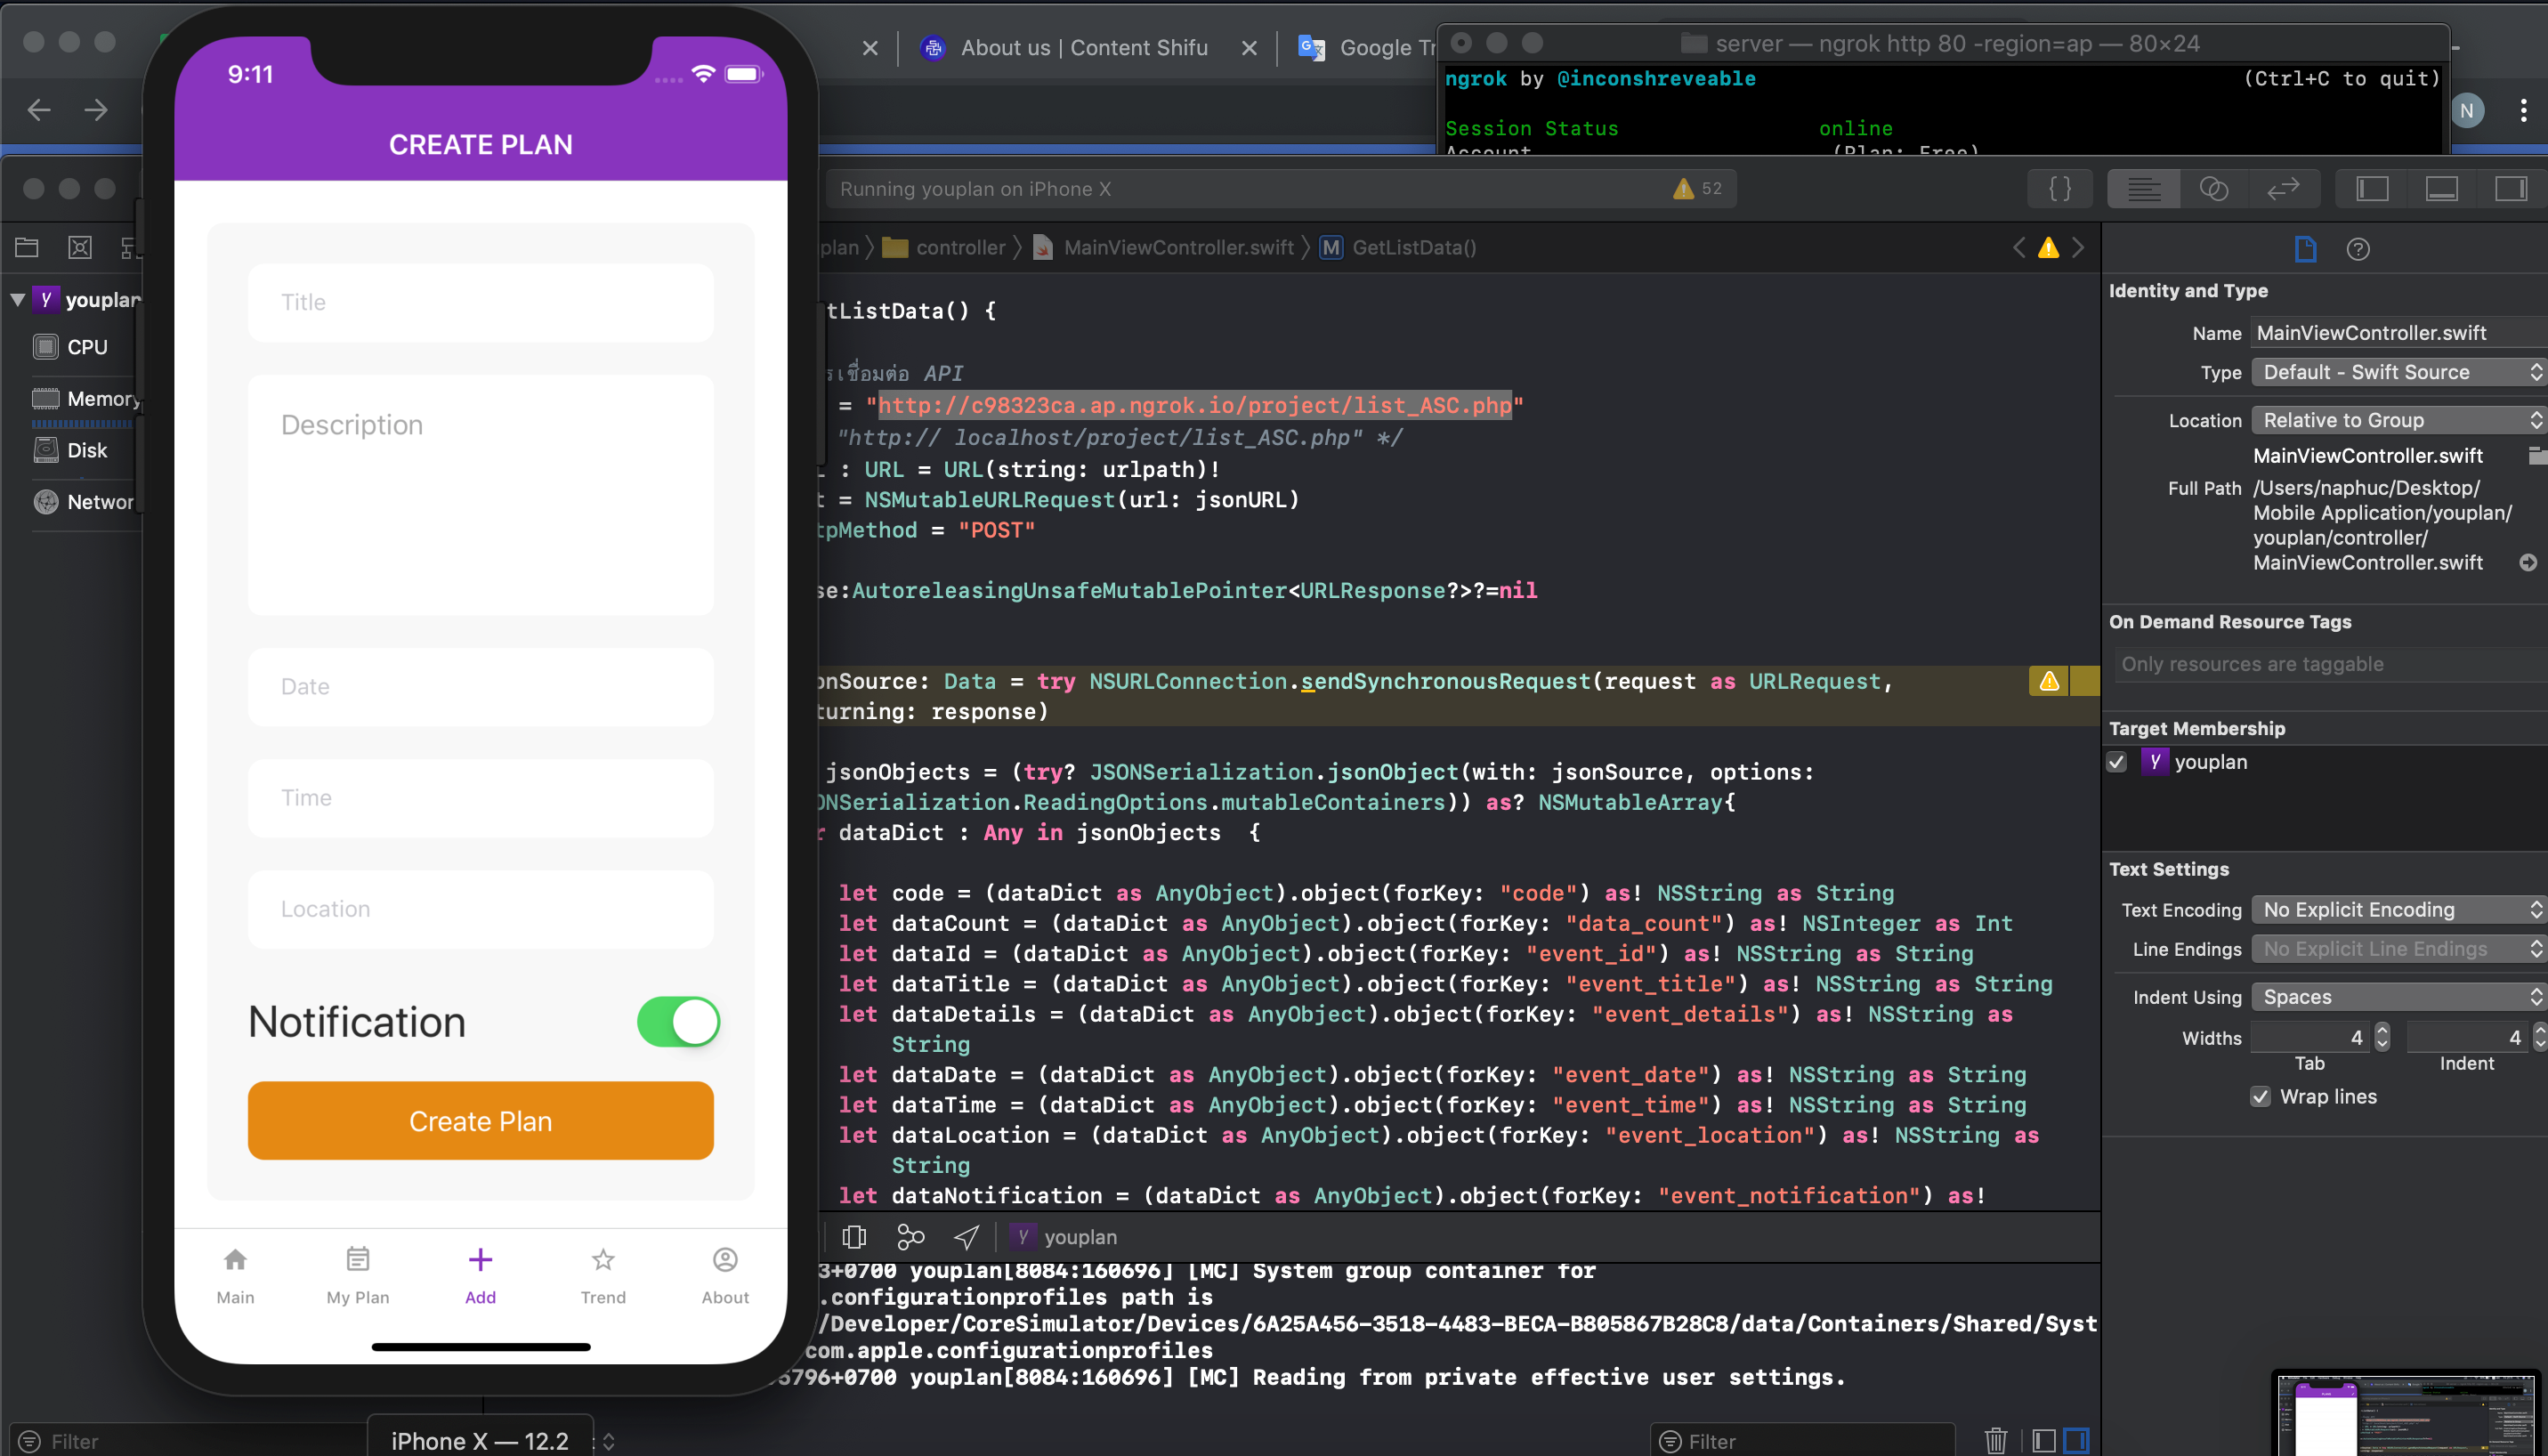 About us | Content Shifu
Google Tr
server — ngrok http 80 -region=ap — 80×24
ngrok by @inconshreveable (Ctrl+C to quit)
Session Status online
Account (Plan: Free)
N
9:11
CREATE PLAN
Title
Description
Date
Time
Location
Notification
Create Plan
Main
My Plan
Add
Trend
About
Running youplan on iPhone X
52
{ }
youplan
CPU
Memory
Disk
Networ
plan
controller
MainViewController.swift
M GetListData()
tListData() {
รเชื่อมต่อ API
= "http://c98323ca.ap.ngrok.io/project/list_ASC.php"
"http:// localhost/project/list_ASC.php" */
: URL = URL(string: urlpath)!
t = NSMutableURLRequest(url: jsonURL)
tpMethod = "POST"
se:AutoreleasingUnsafeMutablePointer<URLResponse?>?=nil
onSource: Data = try NSURLConnection.sendSynchronousRequest(request as URLRequest,
turning: response)
jsonObjects = (try? JSONSerialization.jsonObject(with: jsonSource, options:
ONSerialization.ReadingOptions.mutableContainers)) as? NSMutableArray{
r dataDict : Any in jsonObjects {
let code = (dataDict as AnyObject).object(forKey: "code") as! NSString as String
let dataCount = (dataDict as AnyObject).object(forKey: "data_count") as! NSInteger as Int
let dataId = (dataDict as AnyObject).object(forKey: "event_id") as! NSString as String
let dataTitle = (dataDict as AnyObject).object(forKey: "event_title") as! NSString as String
let dataDetails = (dataDict as AnyObject).object(forKey: "event_details") as! NSString as
String
let dataDate = (dataDict as AnyObject).object(forKey: "event_date") as! NSString as String
let dataTime = (dataDict as AnyObject).object(forKey: "event_time") as! NSString as String
let dataLocation = (dataDict as AnyObject).object(forKey: "event_location") as! NSString as
String
let dataNotification = (dataDict as AnyObject).object(forKey: "event_notification") as!
youplan
3+0700 youplan[8084:160696] [MC] System group container for
.configurationprofiles path is
/Developer/CoreSimulator/Devices/6A25A456-3518-4483-BECA-B805867B28C8/data/Containers/Shared/Syst
com.apple.configurationprofiles
5796+0700 youplan[8084:160696] [MC] Reading from private effective user settings.
Filter
iPhone X — 12.2
Filter
Identity and Type
Name MainViewController.swift
Type Default - Swift Source
Location Relative to Group
MainViewController.swift
Full Path /Users/naphuc/Desktop/
Mobile Application/youplan/
youplan/controller/
MainViewController.swift
On Demand Resource Tags
Only resources are taggable
Target Membership
youplan
Text Settings
Text Encoding No Explicit Encoding
Line Endings No Explicit Line Endings
Indent Using Spaces
Widths 4 4
Tab Indent
Wrap lines